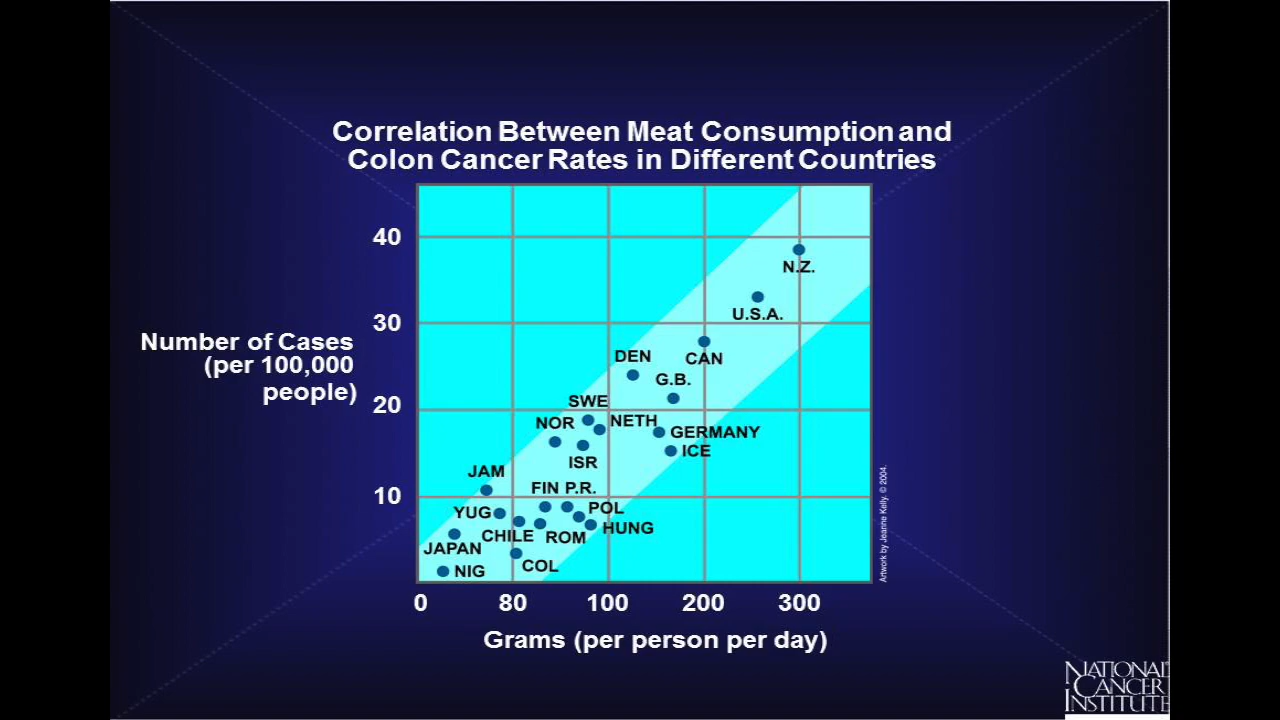 Correlation Between Meat Consumption and
Colon Cancer Rates in Different Countries
40
30
20
10
Number of Cases
(per 100,000
people)
N.Z.
U.S.A.
DEN
CAN
G.B.
SWE
NOR
NETH
GERMANY
ISR
ICE
JAM
FIN P.R.
YUG
POL
CHILE
ROM
HUNG
JAPAN
COL
NIG
0
80
100
200
300
Grams (per person per day)
Artwork by Jeanne Kelly. © 2004.
NATIONAL
CANCER
INSTITUTE